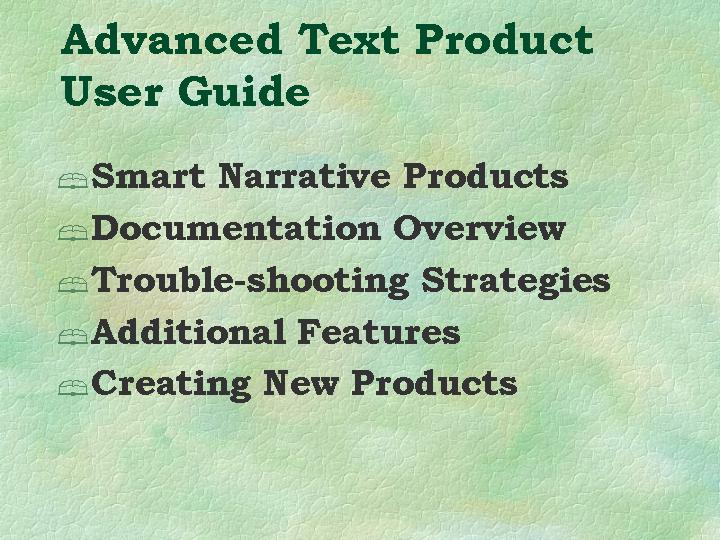 Advanced Text Product
User Guide
Smart Narrative Products
Documentation Overview
Trouble-shooting Strategies
Additional Features
Creating New Products